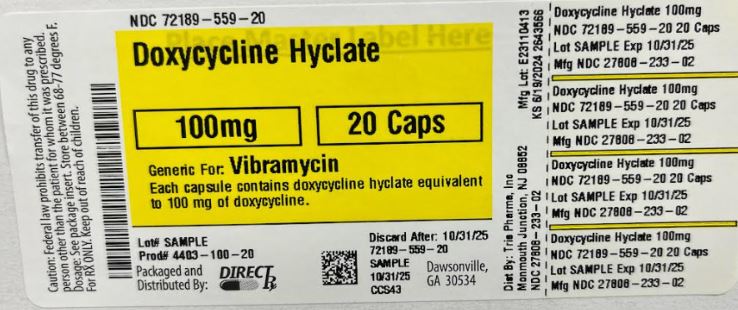 Caution: Federal law prohibits transfer of this drug to any
person other than the patient for whom it was prescribed.
Dosage: See package insert. Store between 68-77 degrees F.
For RX ONLY. Keep out of reach of children.
NDC 72189-559-20
Place Master Label Here
Doxycycline Hyclate
100mg
20 Caps
Generic For: Vibramycin
Each capsule contains doxycycline hyclate equivalent
to 100 mg of doxycycline.
Lot# SAMPLE
Prod# 4403-100-20
Packaged and
Distributed By:
DIRECT Rx
Discard After: 10/31/25
72189-559-20
SAMPLE
10/31/25
CCS43
Dawsonville,
GA 30534
Mfg Lot: E23110413
KS 6/19/2024 2643566
Dist By: Tris Pharma, Inc
Monmouth Junction, NJ 08852
NDC 27808-233-02
Doxycycline Hyclate 100mg
NDC 72189-559-20 20 Caps
Lot SAMPLE Exp 10/31/25
Mfg NDC 27808-233-02
Doxycycline Hyclate 100mg
NDC 72189-559-20 20 Caps
Lot SAMPLE Exp 10/31/25
Mfg NDC 27808-233-02
Doxycycline Hyclate 100mg
NDC 72189-559-20 20 Caps
Lot SAMPLE Exp 10/31/25
Mfg NDC 27808-233-02
Doxycycline Hyclate 100mg
NDC 72189-559-20 20 Caps
Lot SAMPLE Exp 10/31/25
Mfg NDC 27808-233-02